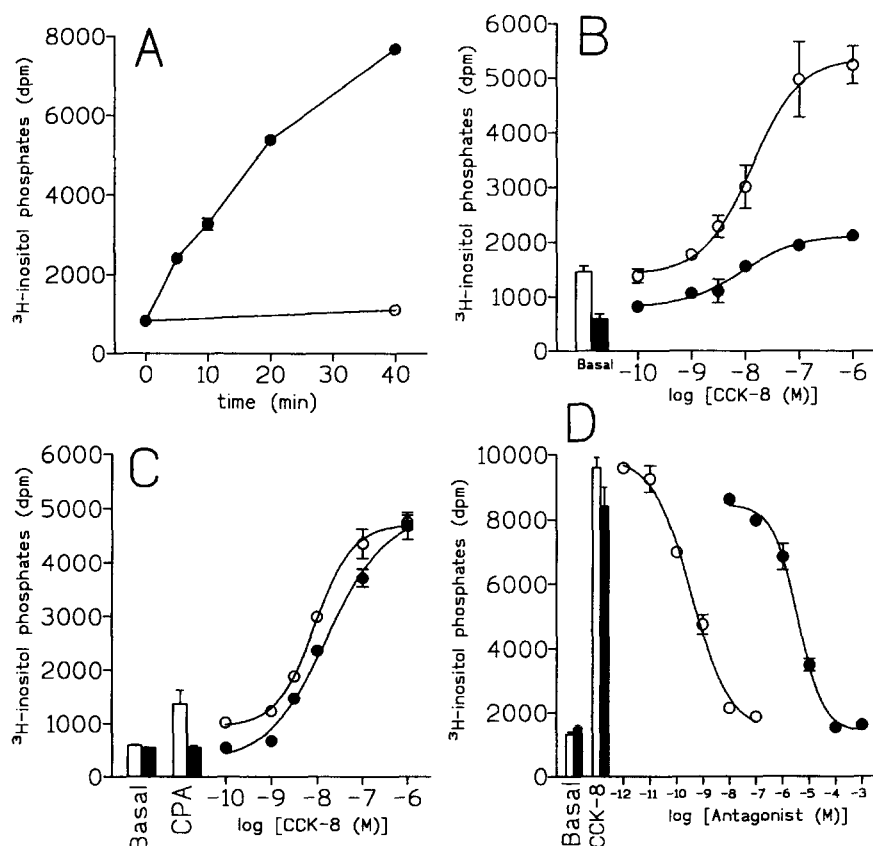 A
8000
6000
4000
2000
0
³H-inositol phosphates (dpm)
0 10 20 30 40
time (min)
B
6000
5000
4000
3000
2000
1000
0
³H-inositol phosphates (dpm)
Basal
-10 -9 -8 -7 -6
log [CCK-8 (M)]
C
6000
5000
4000
3000
2000
1000
0
³H-inositol phosphates (dpm)
Basal
CPA
-10 -9 -8 -7 -6
log [CCK-8 (M)]
D
10000
8000
6000
4000
2000
0
³H-inositol phosphates (dpm)
Basal
CCK-8
-12 -11 -10 -9 -8 -7 -6 -5 -4 -3
log [Antagonist (M)]